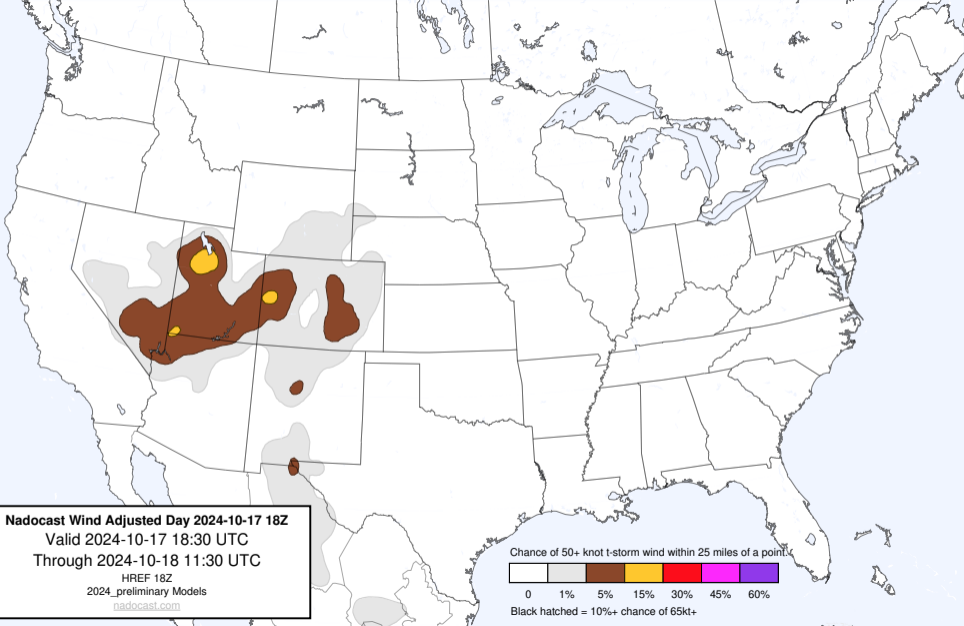 Nadocast Wind Adjusted Day 2024-10-17 18Z
Valid 2024-10-17 18:30 UTC
Through 2024-10-18 11:30 UTC
HREF 18Z
2024_preliminary Models
nadocast.com
Chance of 50+ knot t-storm wind within 25 miles of a point.
0 1% 5% 15% 30% 45% 60%
Black hatched = 10%+ chance of 65kt+